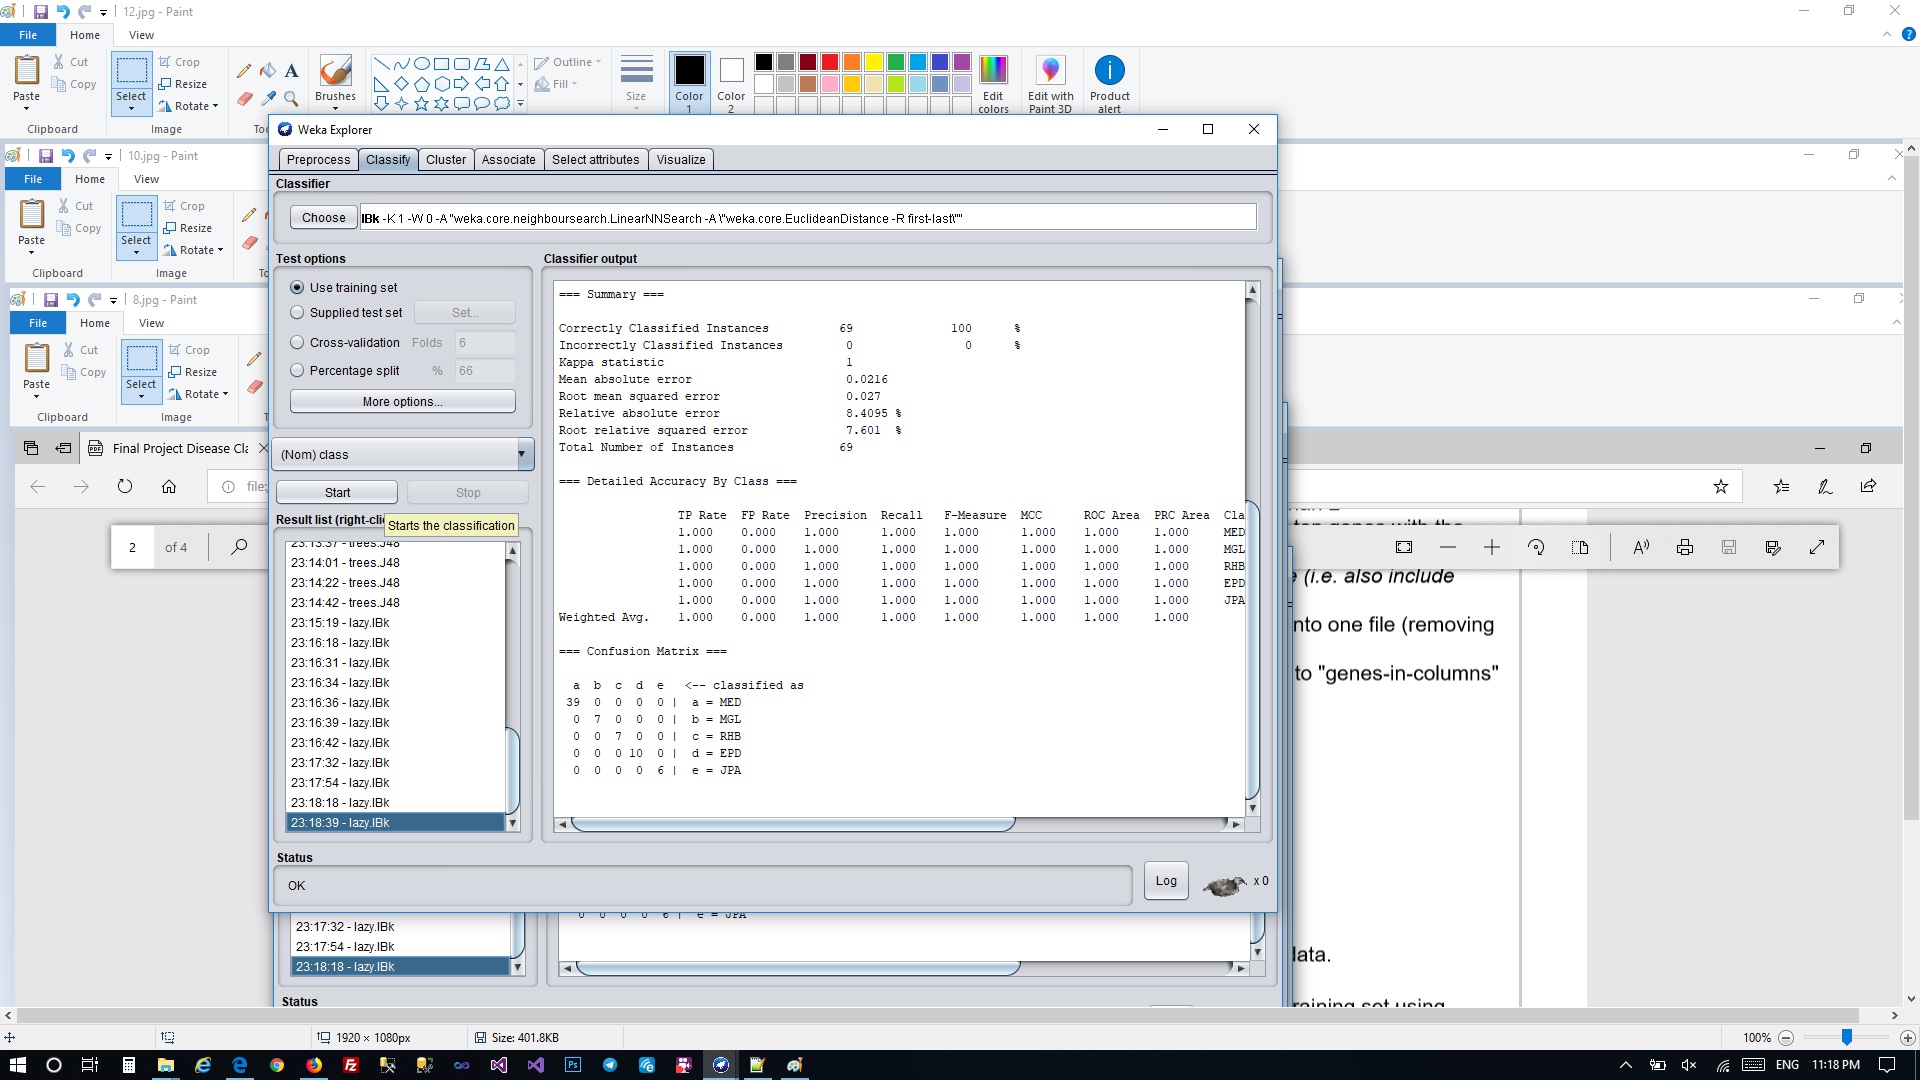 12.jpg - Paint
File Home View
Paste Cut Copy Clipboard
Select Crop Resize Rotate Image
Brushes
Outline
Fill
Size
Color 1
Color 2
Edit colors
Edit with Paint 3D
Product alert
10.jpg - Paint
File Home View
Paste Cut Copy Clipboard
Select Crop Resize Rotate Image
8.jpg - Paint
File Home View
Paste Cut Copy Clipboard
Select Crop Resize Rotate Image
Final Project Disease Cl
file:
2 of 4
Weka Explorer
Preprocess Classify Cluster Associate Select attributes Visualize
Classifier
Choose IBk -K 1 -W 0 -A "weka.core.neighboursearch.LinearNNSearch -A \"weka.core.EuclideanDistance -R first-last\""
Test options
Use training set
Supplied test set Set...
Cross-validation Folds 6
Percentage split % 66
More options...
(Nom) class
Start Stop
Result list (right-cli
Starts the classification
23:13:37 - trees.J48
23:14:01 - trees.J48
23:14:22 - trees.J48
23:14:42 - trees.J48
23:15:19 - lazy.IBk
23:16:18 - lazy.IBk
23:16:31 - lazy.IBk
23:16:34 - lazy.IBk
23:16:36 - lazy.IBk
23:16:39 - lazy.IBk
23:16:42 - lazy.IBk
23:17:32 - lazy.IBk
23:17:54 - lazy.IBk
23:18:18 - lazy.IBk
23:18:39 - lazy.IBk
Classifier output
=== Summary ===
Correctly Classified Instances 69 100 %
Incorrectly Classified Instances 0 0 %
Kappa statistic 1
Mean absolute error 0.0216
Root mean squared error 0.027
Relative absolute error 8.4095 %
Root relative squared error 7.601 %
Total Number of Instances 69
=== Detailed Accuracy By Class ===
TP Rate FP Rate Precision Recall F-Measure MCC ROC Area PRC Area Cla
1.000 0.000 1.000 1.000 1.000 1.000 1.000 1.000 MED
1.000 0.000 1.000 1.000 1.000 1.000 1.000 1.000 MGL
1.000 0.000 1.000 1.000 1.000 1.000 1.000 1.000 RHB
1.000 0.000 1.000 1.000 1.000 1.000 1.000 1.000 EPD
1.000 0.000 1.000 1.000 1.000 1.000 1.000 1.000 JPA
Weighted Avg. 1.000 0.000 1.000 1.000 1.000 1.000 1.000 1.000
=== Confusion Matrix ===
a b c d e <-- classified as
39 0 0 0 0 | a = MED
0 7 0 0 0 | b = MGL
0 0 7 0 0 | c = RHB
0 0 0 10 0 | d = EPD
0 0 0 0 6 | e = JPA
Status
OK
Log x 0
0 0 0 0 6 | e = JPA
23:17:32 - lazy.IBk
23:17:54 - lazy.IBk
23:18:18 - lazy.IBk
Status
genes with the
(i.e. also include
nto one file (removing
to "genes-in-columns"
data.
raining set using
1920 × 1080px
Size: 401.8KB
100%
ENG 11:18 PM